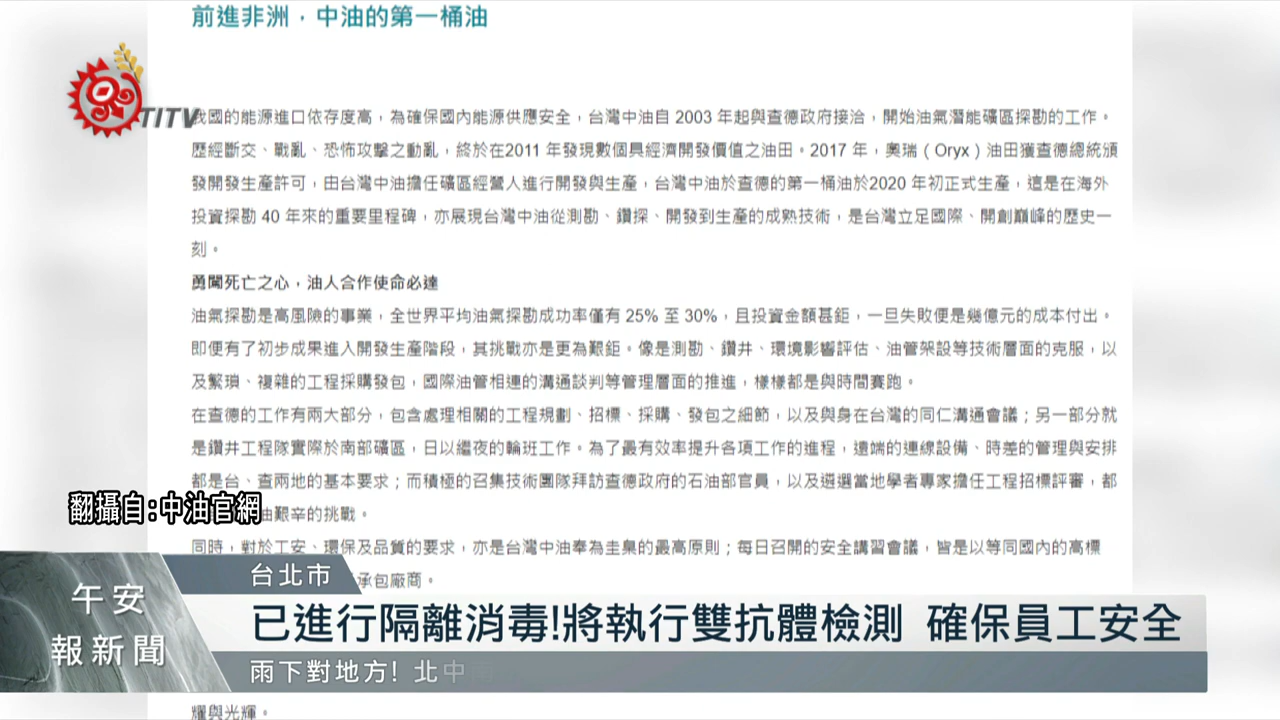 前進非洲，中油的第一桶油
TITV
我國的能源進口依存度高，為確保國內能源供應安全，台灣中油自 2003 年起與查德政府接洽，開始油氣潛能礦區探勘的工作。
歷經斷交、戰亂、恐怖攻擊之動亂，終於在2011 年發現數個具經濟開發價值之油田。2017 年，奧瑞（Oryx）油田獲查德總統頒
發開發生產許可，由台灣中油擔任礦區經營人進行開發與生產，台灣中油於查德的第一桶油於2020 年初正式生產，這是在海外
投資探勘 40 年來的重要里程碑，亦展現台灣中油從測勘、鑽探、開發到生產的成熟技術，是台灣立足國際、開創巔峰的歷史一
刻。
勇闖死亡之心，油人合作使命必達
油氣探勘是高風險的事業，全世界平均油氣探勘成功率僅有 25% 至 30%，且投資金額甚鉅，一旦失敗便是幾億元的成本付出。
即便有了初步成果進入開發生產階段，其挑戰亦是更為艱鉅。像是測勘、鑽井、環境影響評估、油管架設等技術層面的克服，以
及繁瑣、複雜的工程採購發包，國際油管相連的溝通談判等管理層面的推進，樣樣都是與時間賽跑。
在查德的工作有兩大部分，包含處理相關的工程規劃、招標、採購、發包之細節，以及與身在台灣的同仁溝通會議；另一部分就
是鑽井工程隊實際於南部礦區，日以繼夜的輪班工作。為了最有效率提升各項工作的進程，遠端的連線設備、時差的管理與安排
都是台、查兩地的基本要求；而積極的召集技術團隊拜訪查德政府的石油部官員，以及遴選當地學者專家擔任工程招標評審，都
油艱辛的挑戰。
翻攝自:中油官網
同時，對於工安、環保及品質的要求，亦是台灣中油奉為圭臬的最高原則；每日召開的安全講習會議，皆是以等同國內的高標
承包廠商。
台北市
午安
報新聞
已進行隔離消毒!將執行雙抗體檢測 確保員工安全
雨下對地方! 北中
耀與光輝。